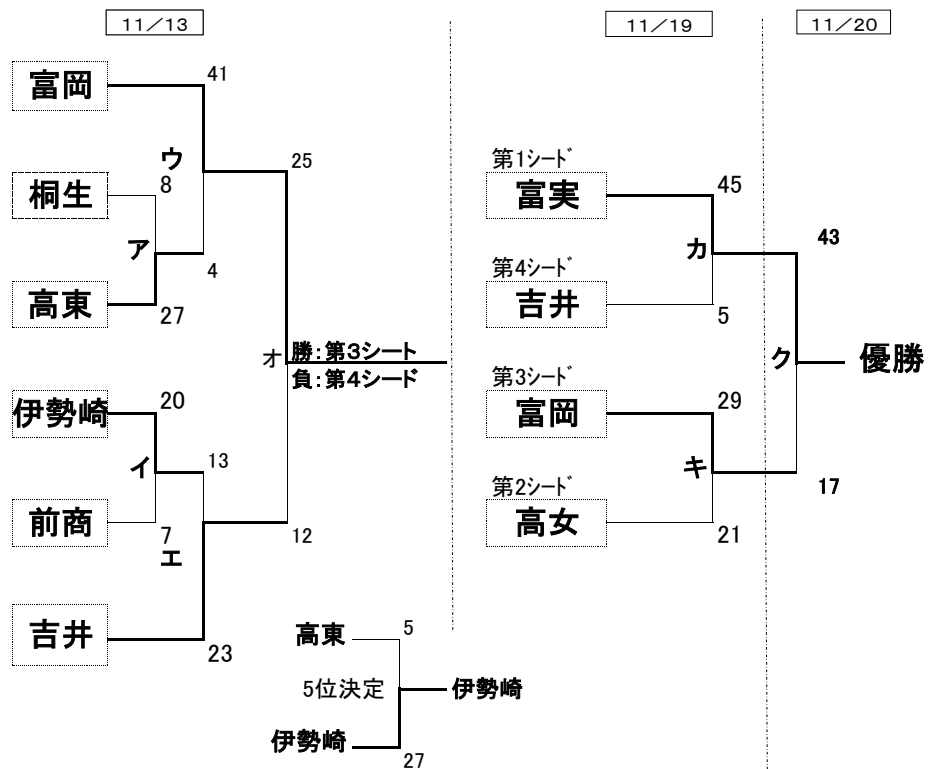 11/13
11/19
11/20
富岡
41
ウ
25
桐生
8
ア
4
高東
27
第1シード
富実
45
カ
43
第4シード
吉井
5
オ
勝:第3シート
負:第4シード
ク
優勝
伊勢崎
20
イ
13
前商
7
エ
12
吉井
23
第3シード
富岡
29
キ
17
第2シード
高女
21
高東
5
5位決定
伊勢崎
伊勢崎
27